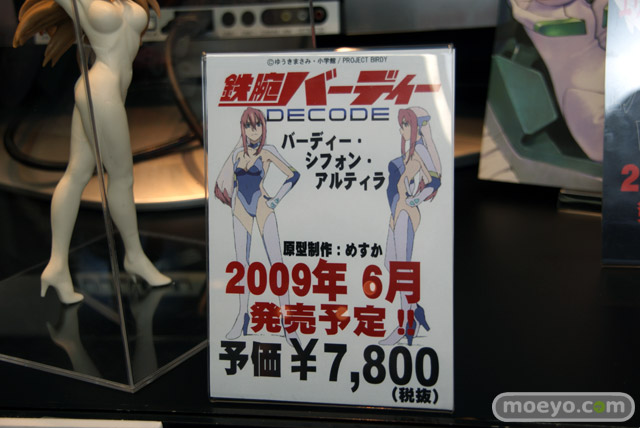 ©ゆうきまさみ・小学館/PROJECT BIRDY
鉄腕バーディー
DECODE
バーディー・
シフォン・
アルティラ
原型制作：めすか
2009年 6月
発売予定!!
予価 ¥7,800
(税抜)
2
moeyo.com